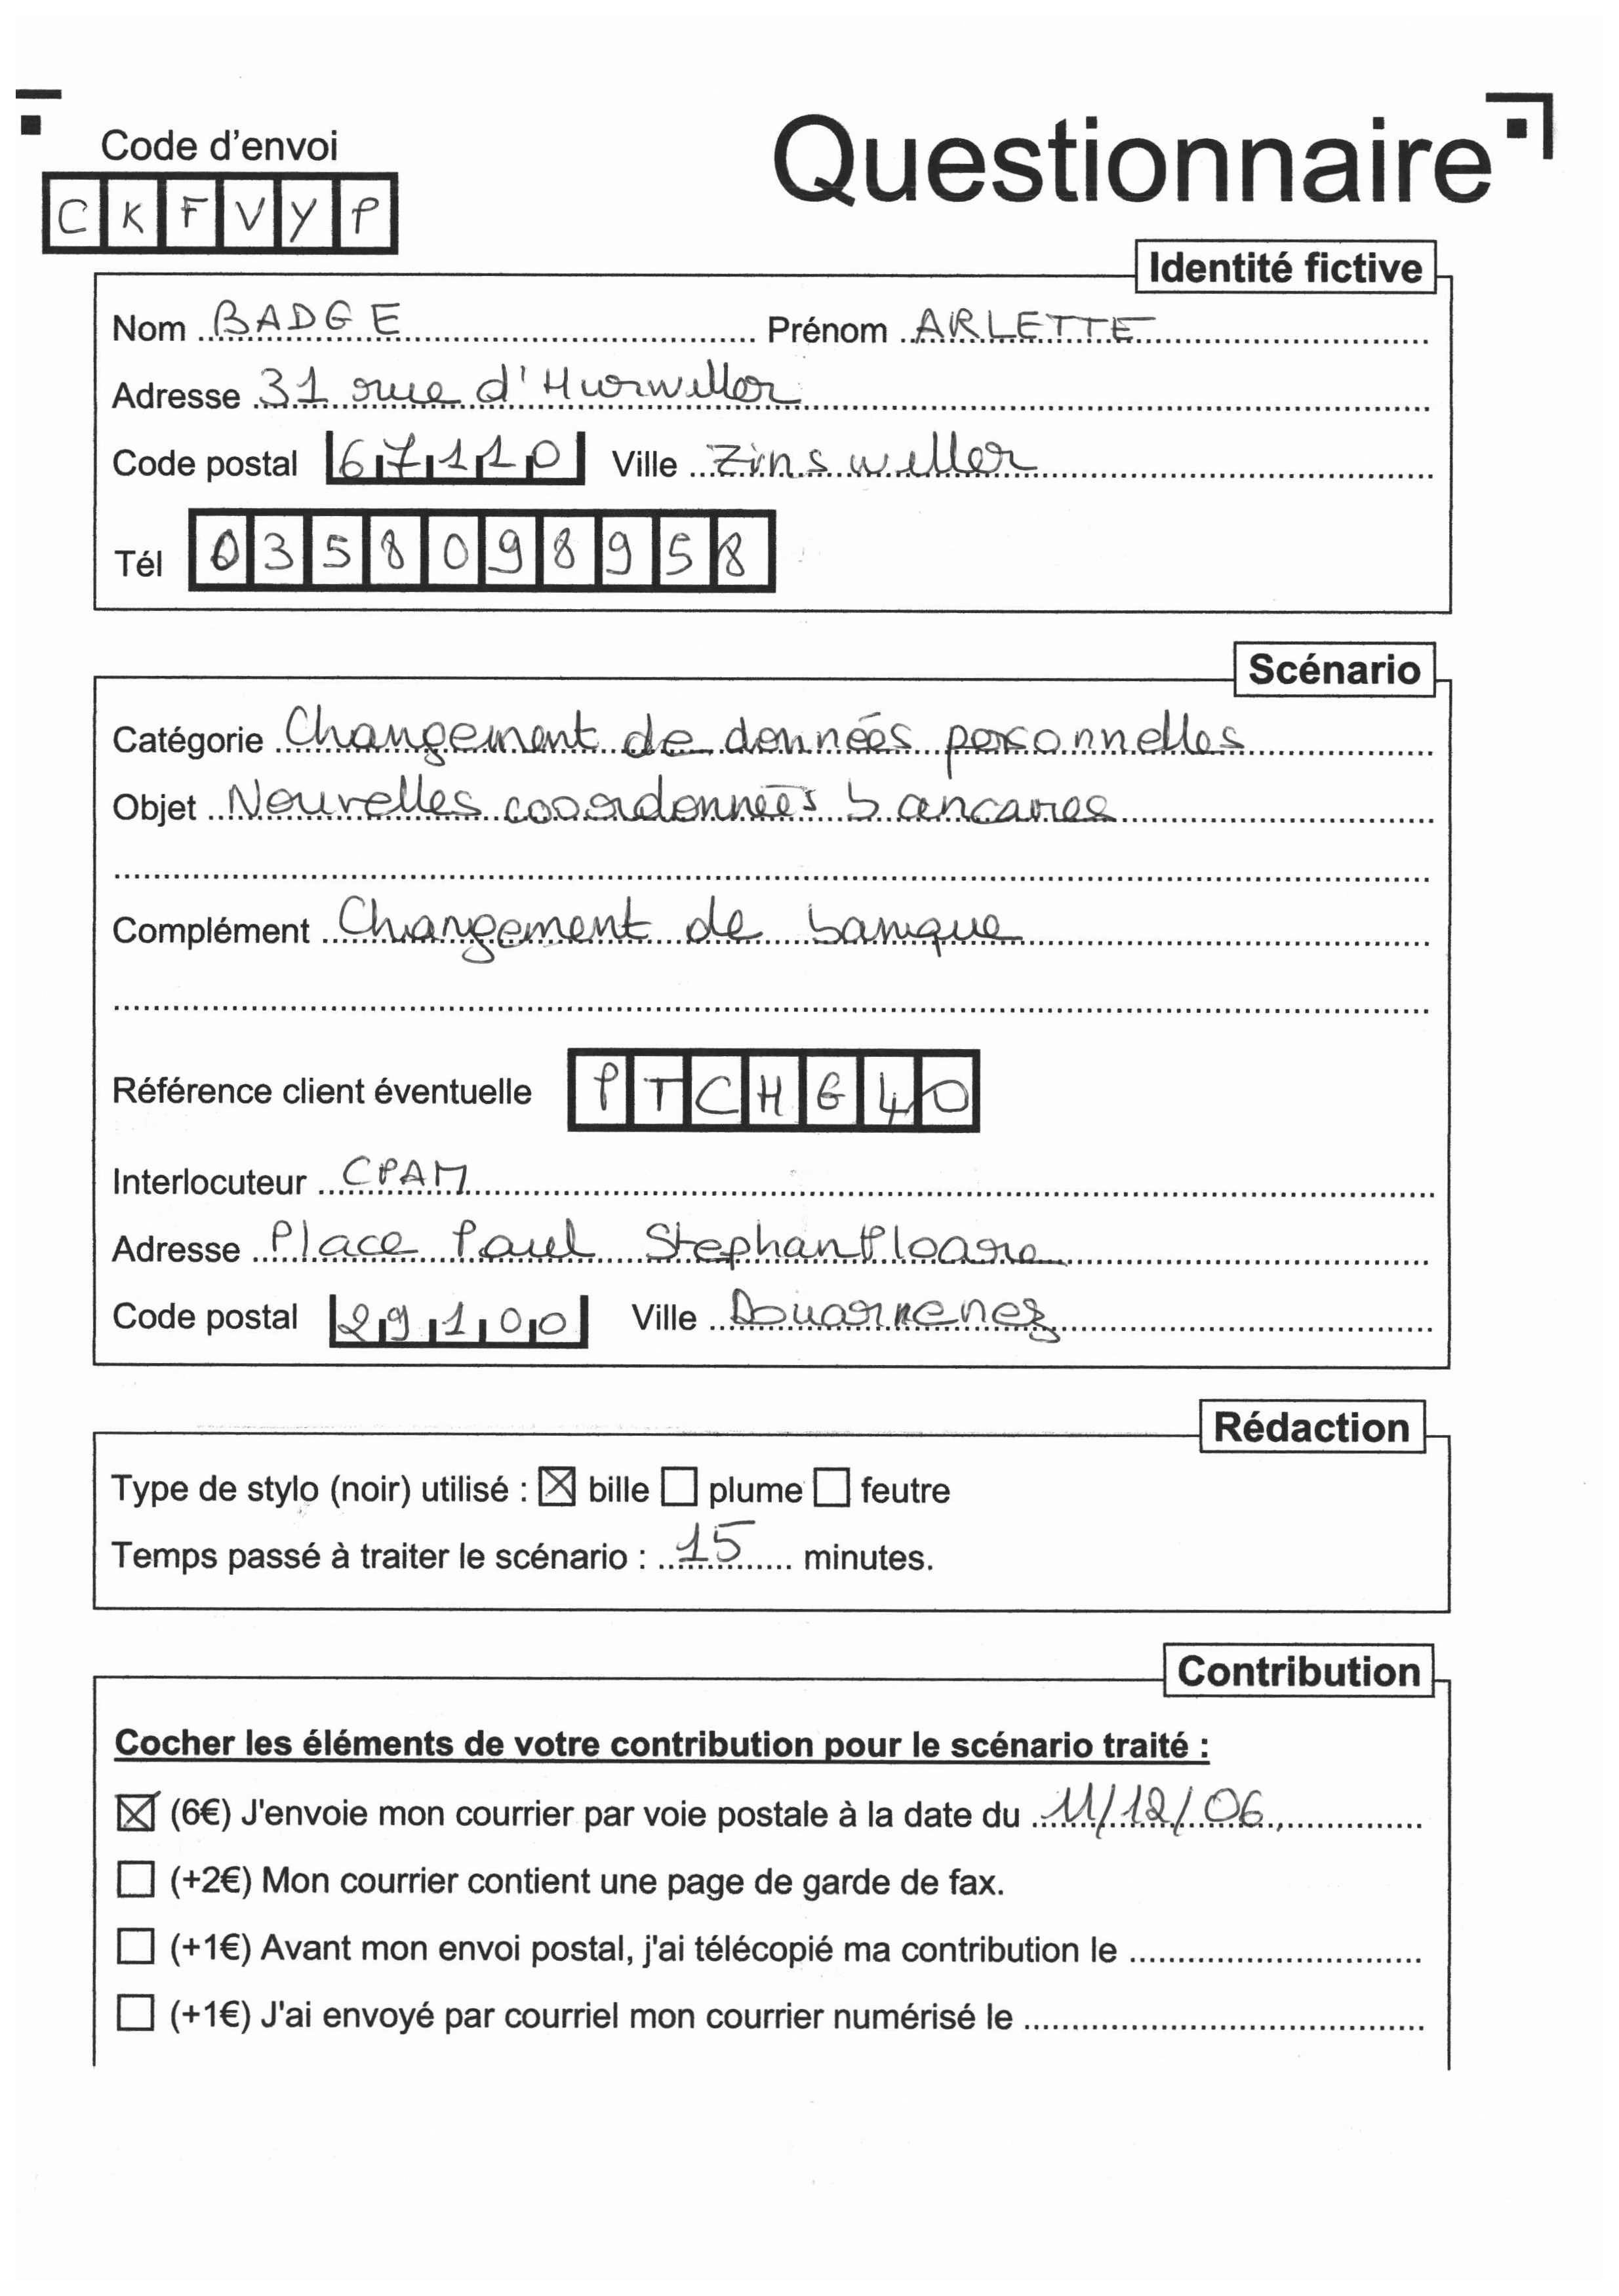 Code d'envoi
Questionnaire
CKFVYP
Identité fictive
Nom BADGE Prénom ARLETTE
Adresse 31 rue d'Hurwiller
Code postal 67110 Ville Zinswiller
Tél 0358098958
Scénario
Catégorie Changement de données personnelles
Objet Nouvelles coordonnées bancaires
Complément Changement de banque
Référence client éventuelle PTCHG40
Interlocuteur CPAM
Adresse Place Paul Stephan Ploare
Code postal 29100 Ville Douarnenez
Rédaction
Type de stylo (noir) utilisé : ☒ bille ☐ plume ☐ feutre
Temps passé à traiter le scénario : 15 minutes.
Contribution
Cocher les éléments de votre contribution pour le scénario traité :
☒ (6€) J'envoie mon courrier par voie postale à la date du 11/12/06
☐ (+2€) Mon courrier contient une page de garde de fax.
☐ (+1€) Avant mon envoi postal, j'ai télécopié ma contribution le
☐ (+1€) J'ai envoyé par courriel mon courrier numérisé le